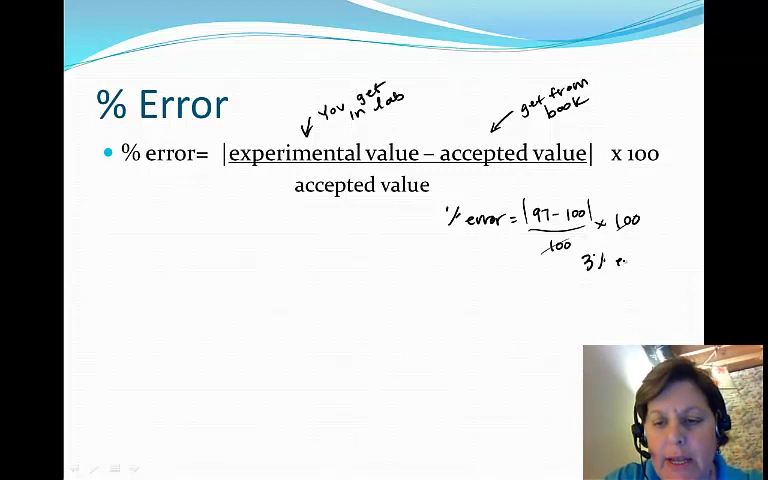 % Error
You get
in lab
get from
book
• % error= |experimental value – accepted value| x 100
accepted value
% error = |97 - 100| x 100
100
3% e